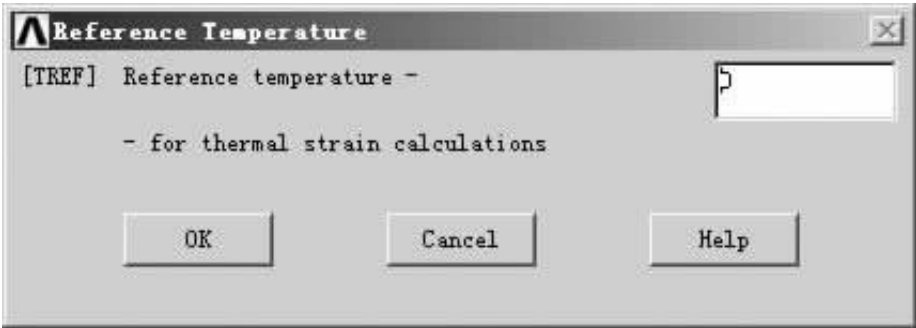 Reference Temperature
[TREF] Reference temperature -
- for thermal strain calculations
OK
Cancel
Help